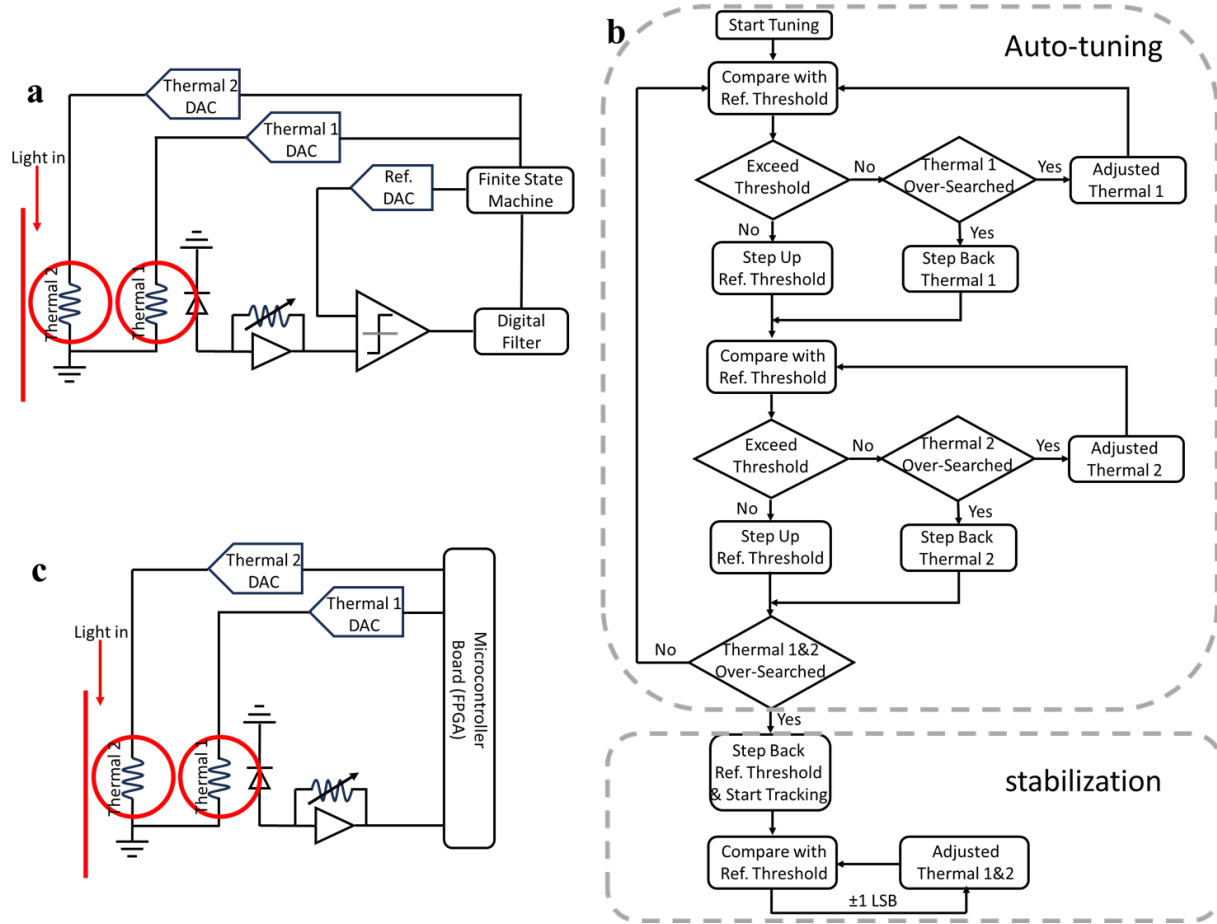 a
Thermal 2
DAC
Thermal 1
DAC
Light in
Ref.
DAC
Finite State
Machine
Thermal 2
Thermal 1
Digital
Filter
b
Auto-tuning
Start Tuning
Compare with
Ref. Threshold
Exceed
Threshold
No
Thermal 1
Over-Searched
Yes
Adjusted
Thermal 1
No
Yes
Step Up
Ref. Threshold
Step Back
Thermal 1
Compare with
Ref. Threshold
Exceed
Threshold
No
Thermal 2
Over-Searched
Yes
Adjusted
Thermal 2
No
Yes
Step Up
Ref. Threshold
Step Back
Thermal 2
No
Thermal 1&2
Over-Searched
Yes
stabilization
Step Back
Ref. Threshold
& Start Tracking
Compare with
Ref. Threshold
Adjusted
Thermal 1&2
±1 LSB
c
Thermal 2
DAC
Thermal 1
DAC
Light in
Microcontroller
Board (FPGA)
Thermal 2
Thermal 1